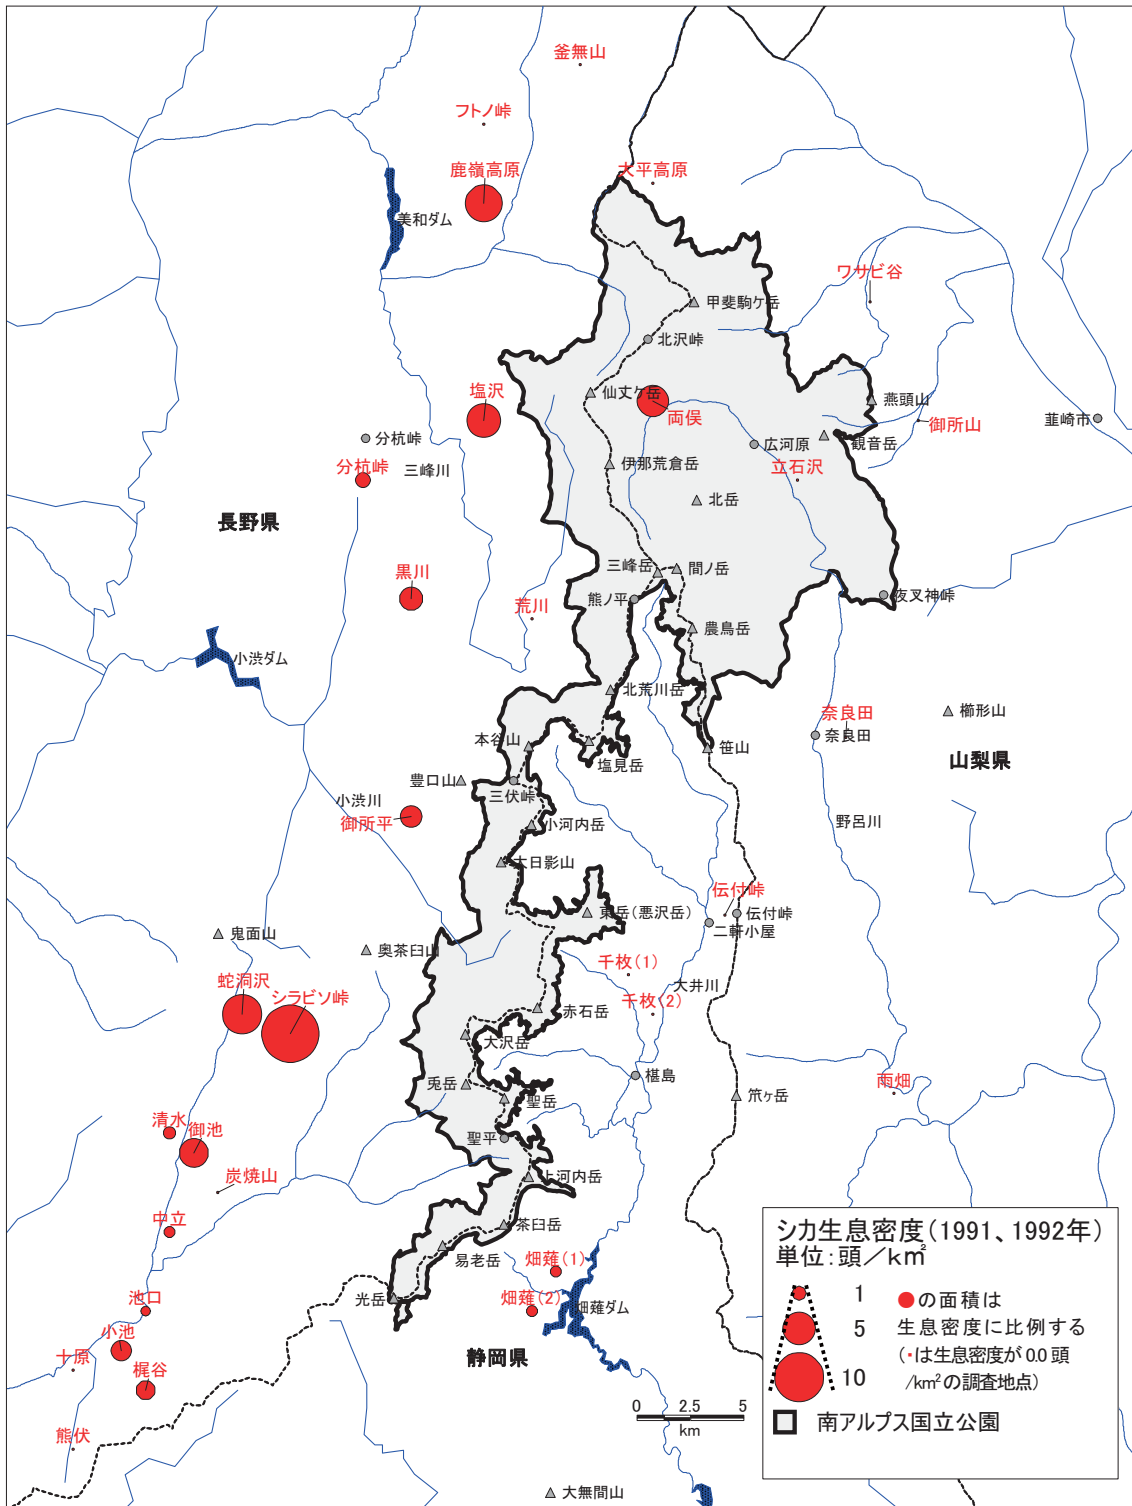 釜無山
フトノ峠
鹿嶺高原
大平高原
美和ダム
ワサビ谷
甲斐駒ケ岳
北沢峠
塩沢
仙丈ケ岳
両俣
燕頭山
御所山
韮崎市
分杭峠
広河原
観音岳
分杭峠
三峰川
伊那荒倉岳
立石沢
北岳
長野県
黒川
三峰岳
間ノ岳
熊ノ平
荒川
夜叉神峠
農鳥岳
小渋ダム
北荒川岳
奈良田
櫛形山
奈良田
本谷山
笹山
塩見岳
山梨県
豊口山
三伏峠
小渋川
御所平
小河内岳
野呂川
大日影山
伝付峠
東岳(悪沢岳)
伝付峠
二軒小屋
鬼面山
奥茶臼山
千枚(1)
蛇洞沢
シラビソ峠
大井川
千枚(2)
赤石岳
大沢岳
椹島
雨畑
兎岳
聖岳
笊ヶ岳
清水
御池
聖平
炭焼山
上河内岳
中立
茶臼岳
易老岳
畑薙(1)
光岳
畑薙(2)
畑薙ダム
池口
小池
十原
梶谷
静岡県
熊伏
大無間山
シカ生息密度(1991、1992年)
単位:頭/km²
1
5
10
●の面積は
生息密度に比例する
(・は生息密度が0.0頭
/km²の調査地点)
南アルプス国立公園
0 2.5 5
km